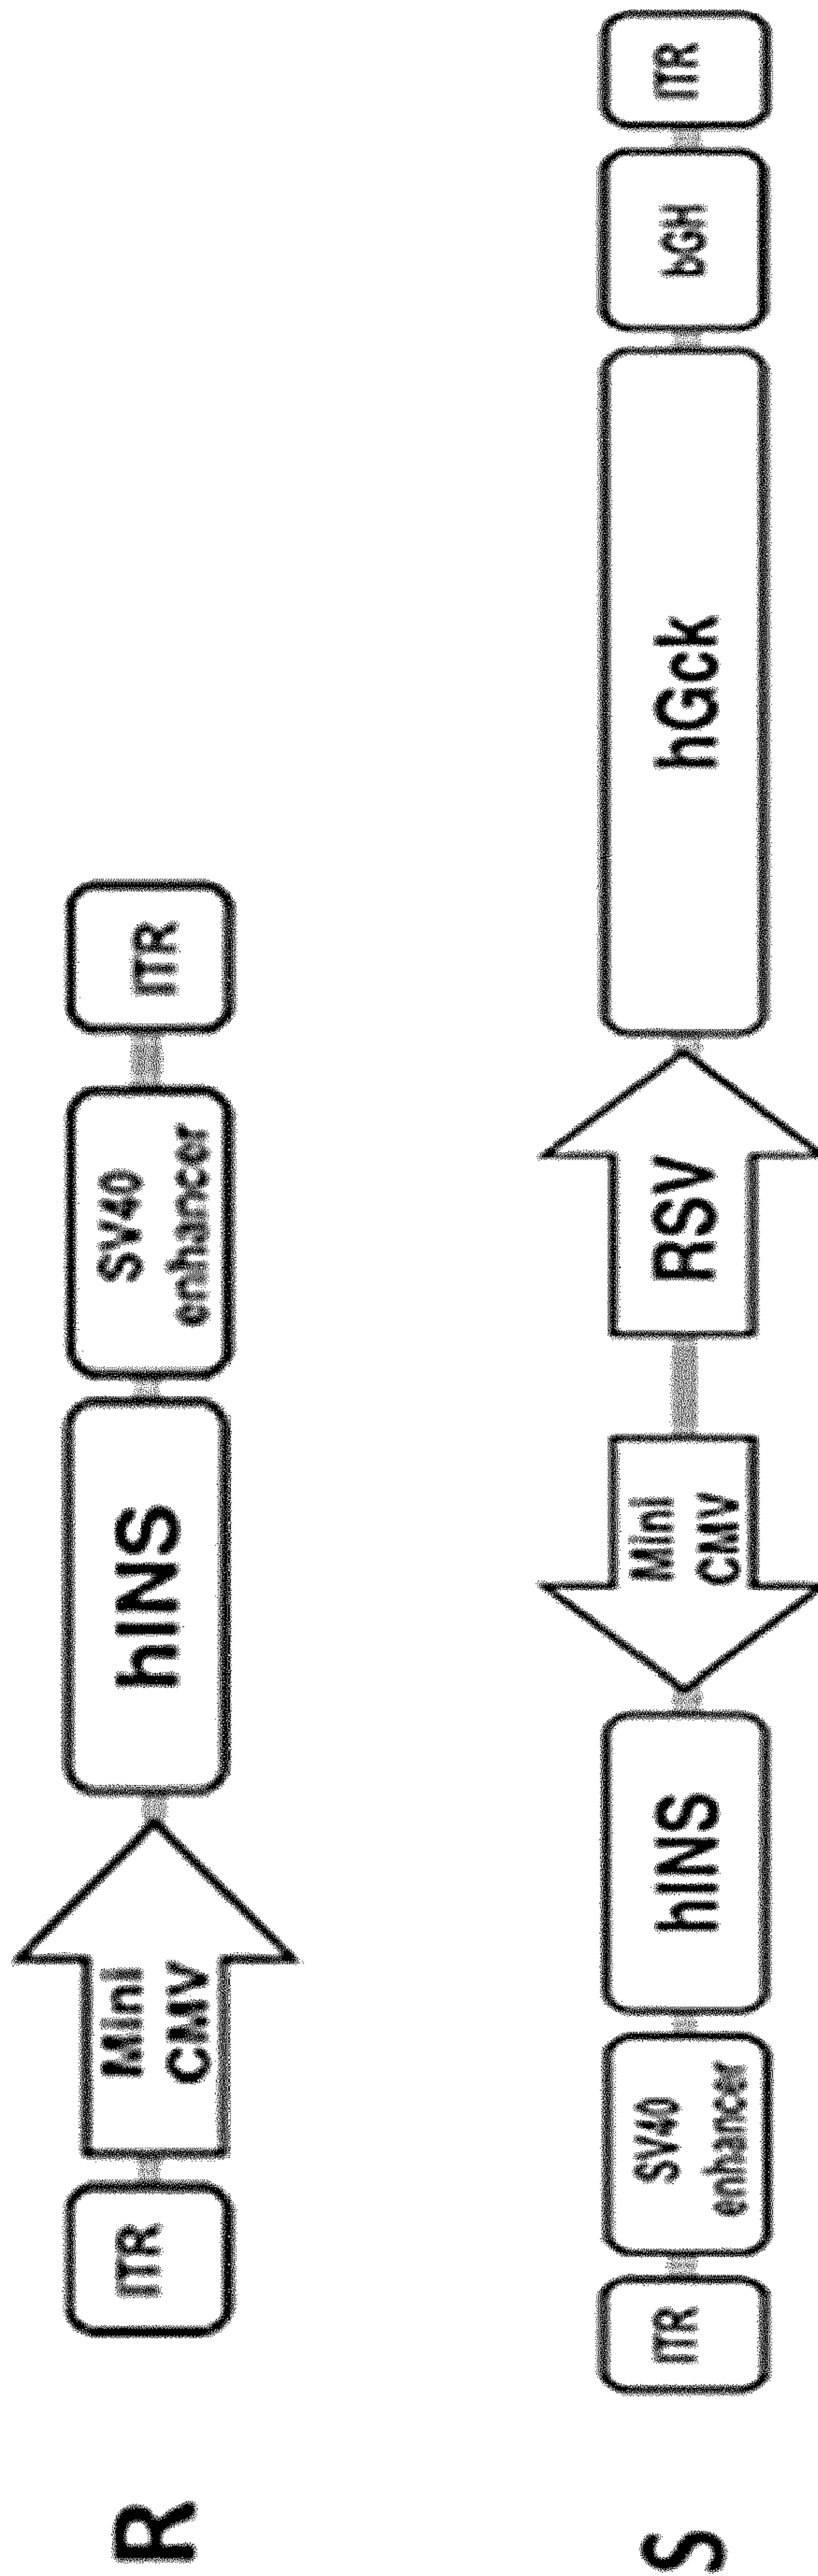 R
ITR
Mini
CMV
hINS
SV40
enhancer
ITR
S
ITR
SV40
enhancer
hINS
Mini
CMV
RSV
hGck
bGH
ITR